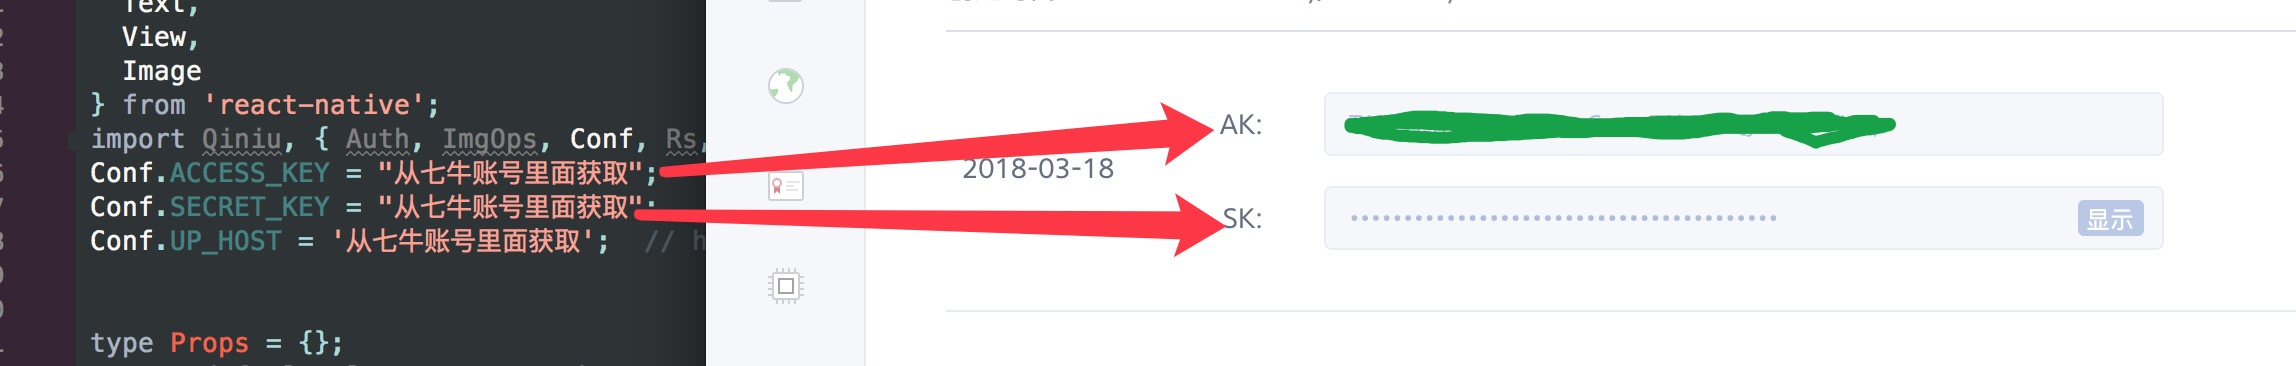 Text,
View,
Image
} from 'react-native';
import Qiniu, { Auth, ImgOps, Conf, Rs,
Conf.ACCESS_KEY = "从七牛账号里面获取";
Conf.SECRET_KEY = "从七牛账号里面获取";
Conf.UP_HOST = '从七牛账号里面获取'; // h
type Props = {};
2018-03-18
AK:
SK:
显示